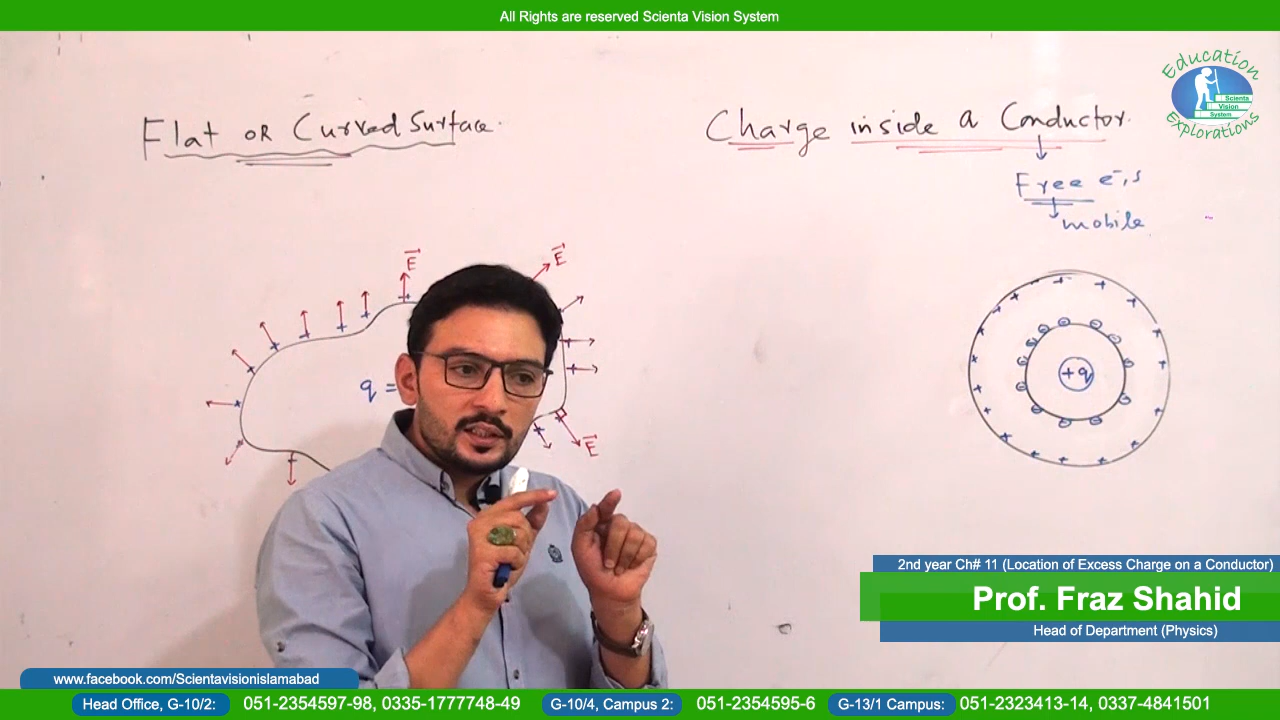 All Rights are reserved Scienta Vision System
Education
Scienta
Vision
System
Explorations
Flat OR Curved Surface.
Charge inside a Conductor.
Free e⁻,s
mobile
E
E
q =
E
+q
2nd year Ch# 11 (Location of Excess Charge on a Conductor)
Prof. Fraz Shahid
Head of Department (Physics)
www.facebook.com/Scientavisionislamabad
Head Office, G-10/2: 051-2354597-98, 0335-1777748-49 G-10/4, Campus 2: 051-2354595-6 G-13/1 Campus: 051-2323413-14, 0337-4841501